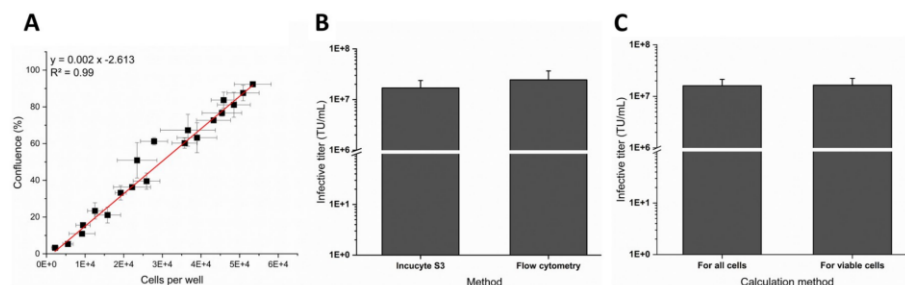 A
y = 0.002 x -2.613
R² = 0.99
100
80
60
40
20
0
Confluence (%)
0E+0 1E+4 2E+4 3E+4 4E+4 5E+4 6E+4
Cells per well
B
1E+8
1E+7
1E+6
1E+1
1E+0
Infective titer (TU/mL)
Incucyte S3 Flow cytometry
Method
C
1E+8
1E+7
1E+6
1E+1
1E+0
Infective titer (TU/mL)
For all cells For viable cells
Calculation method